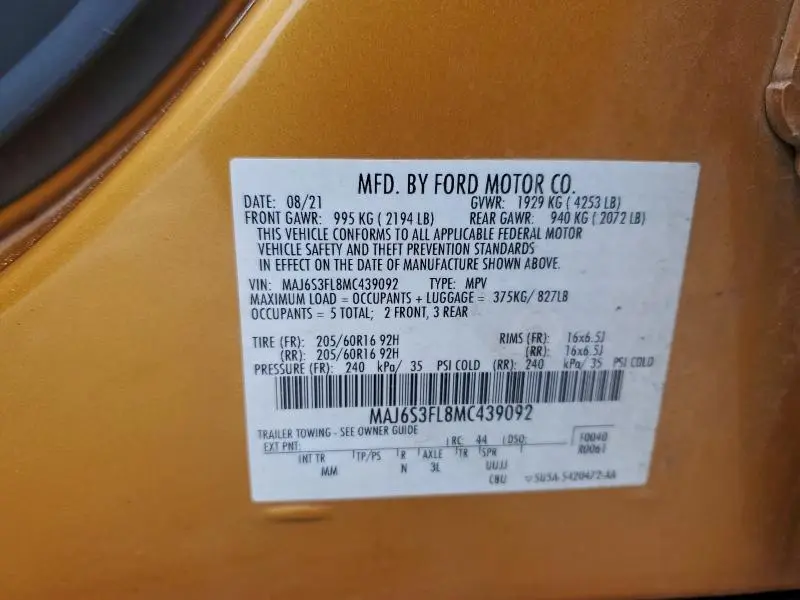 MFD. BY FORD MOTOR CO.
DATE: 08/21 GVWR: 1929 KG ( 4253 LB)
FRONT GAWR: 995 KG ( 2194 LB) REAR GAWR: 940 KG ( 2072 LB)
THIS VEHICLE CONFORMS TO ALL APPLICABLE FEDERAL MOTOR
VEHICLE SAFETY AND THEFT PREVENTION STANDARDS
IN EFFECT ON THE DATE OF MANUFACTURE SHOWN ABOVE.
VIN: MAJ6S3FL8MC439092 TYPE: MPV
MAXIMUM LOAD = OCCUPANTS + LUGGAGE = 375KG/ 827LB
OCCUPANTS = 5 TOTAL; 2 FRONT, 3 REAR
TIRE (FR): 205/60R16 92H RIMS (FR): 16x6.5J
(RR): 205/60R16 92H (RR): 16x6.5J
PRESSURE (FR): 240 kPa/ 35 PSI COLD (RR): 240 kPa/ 35 PSI COLD
MAJ6S3FL8MC439092
TRAILER TOWING - SEE OWNER GUIDE
EXT PNT: RC: 44 DSO: F0040
R0061
INT TR TP/PS R AXLE TR SPR
MM N 3L UUJJ
CBU